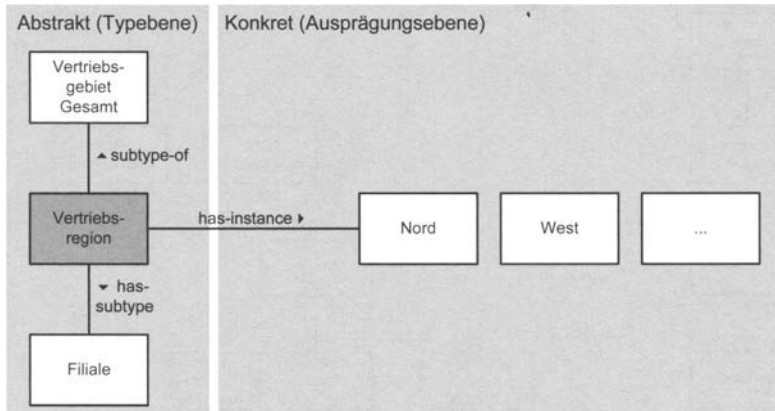 Abstrakt (Typebene)
Konkret (Ausprägungsebene)
Vertriebs-
gebiet
Gesamt
▲ subtype-of
Vertriebs-
region
has-instance ▶
Nord
West
...
▼ has-
subtype
Filiale